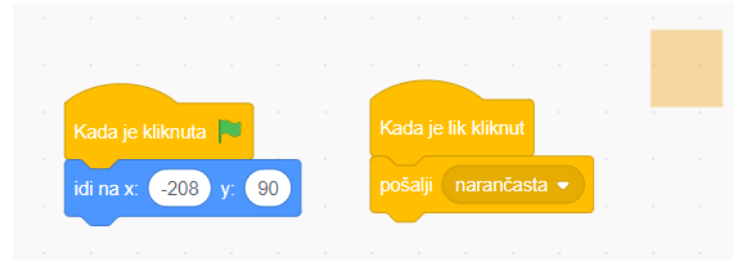 Kada je kliknuta
idi na x: -208 y: 90
Kada je lik kliknut
pošalji narančasta